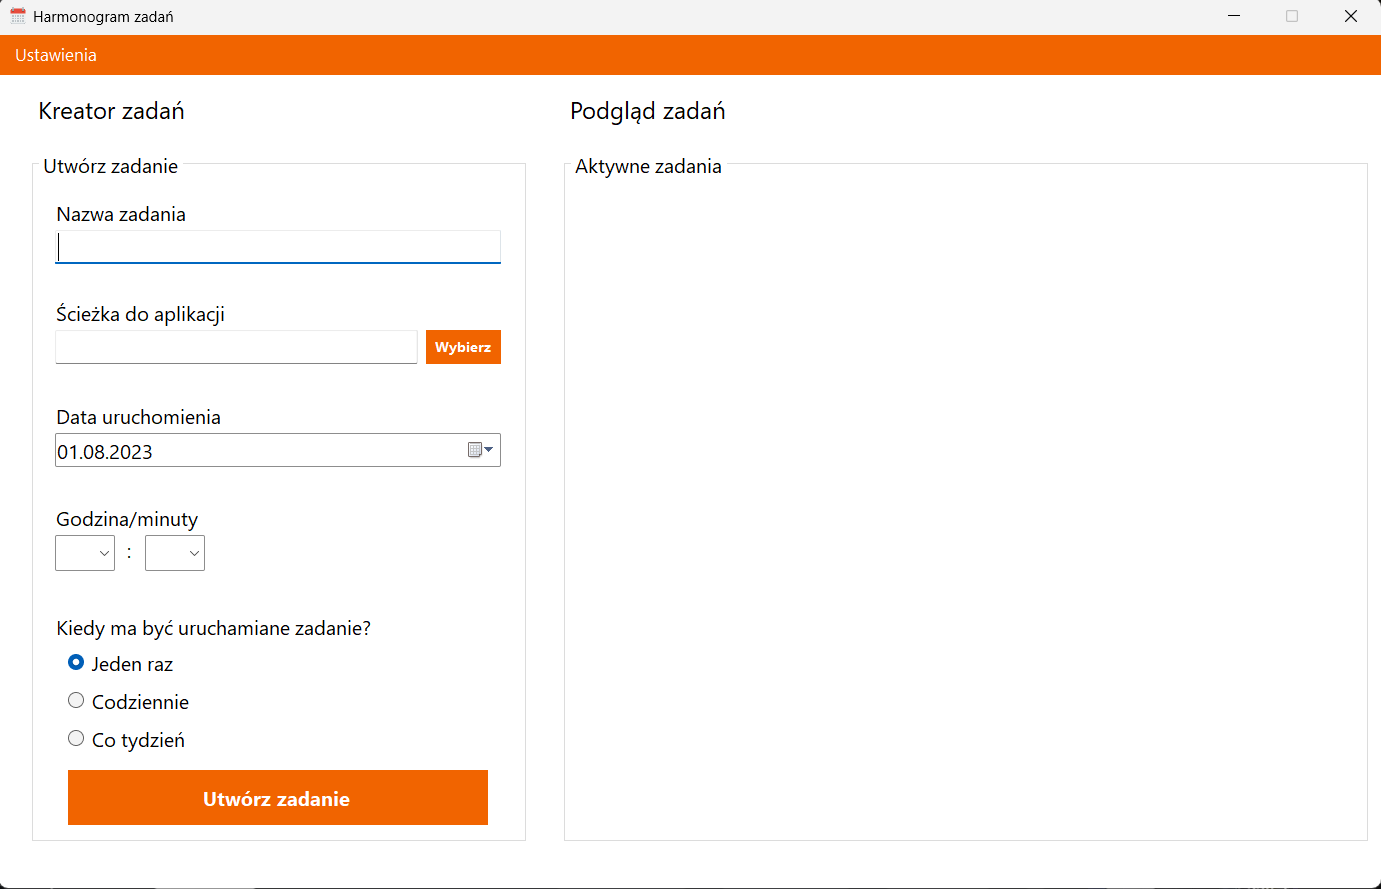 Harmonogram zadań
Ustawienia
Kreator zadań
Utwórz zadanie
Nazwa zadania
Ścieżka do aplikacji
Wybierz
Data uruchomienia
01.08.2023
Godzina/minuty
:
Kiedy ma być uruchamiane zadanie?
Jeden raz
Codziennie
Co tydzień
Utwórz zadanie
Podgląd zadań
Aktywne zadania